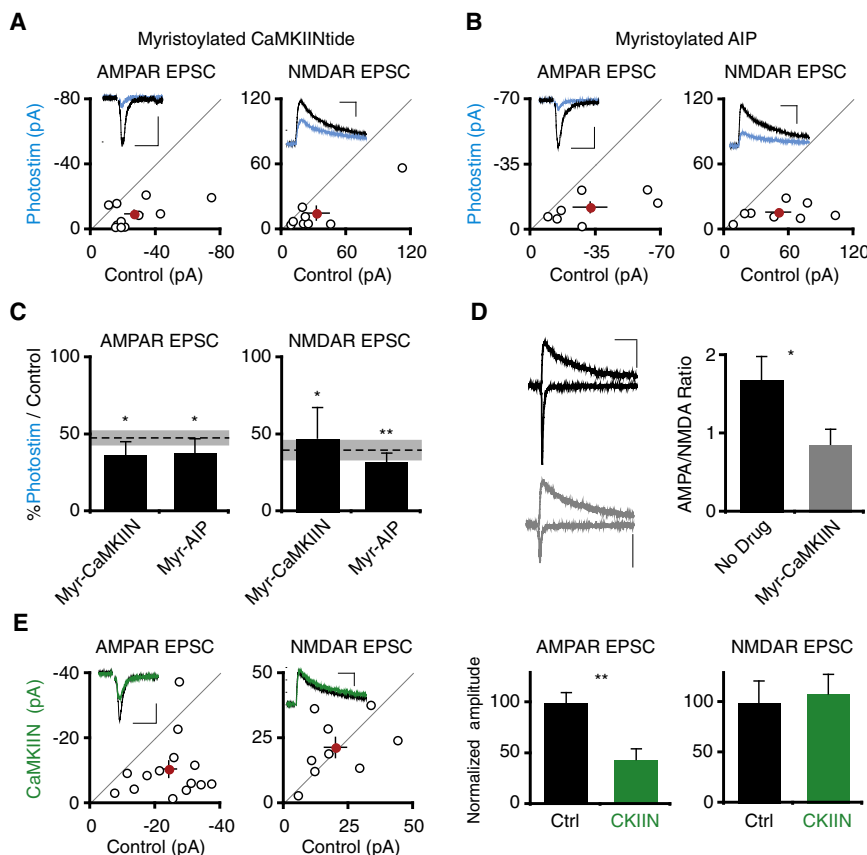 A
Myristoylated CaMKIINtide
AMPAR EPSC
NMDAR EPSC
Photostim (pA)
-80
-40
0
0
-40
-80
Control (pA)
120
60
0
0
60
120
Control (pA)
B
Myristoylated AIP
AMPAR EPSC
NMDAR EPSC
Photostim (pA)
-70
-35
0
0
-35
-70
Control (pA)
120
60
0
0
60
120
Control (pA)
C
AMPAR EPSC
NMDAR EPSC
%Photostim / Control
100
50
0
*
*
Myr-CaMKIIN
Myr-AIP
100
50
0
*
**
Myr-CaMKIIN
Myr-AIP
D
AMPA/NMDA Ratio
2
1
0
*
No Drug
Myr-CaMKIIN
E
AMPAR EPSC
NMDAR EPSC
CaMKIIN (pA)
-40
-20
0
0
-20
-40
Control (pA)
50
25
0
0
25
50
Control (pA)
AMPAR EPSC
NMDAR EPSC
Normalized amplitude
100
50
0
**
Ctrl
CKIIN
100
50
0
Ctrl
CKIIN